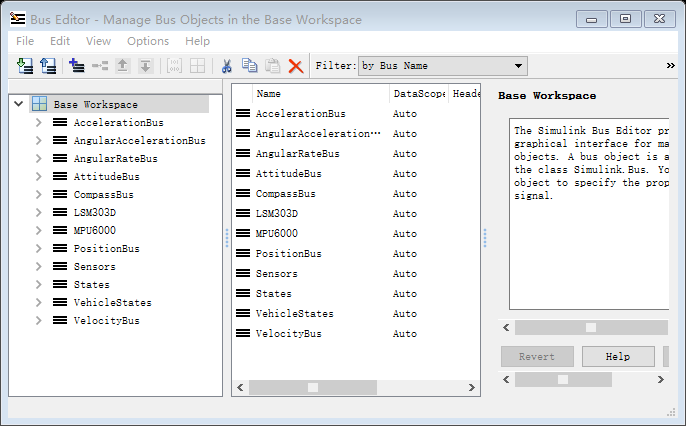 Bus Editor - Manage Bus Objects in the Base Workspace
File Edit View Options Help
Filter: by Bus Name
Base Workspace
AccelerationBus
AngularAccelerationBus
AngularRateBus
AttitudeBus
CompassBus
LSM303D
MPU6000
PositionBus
Sensors
States
VehicleStates
VelocityBus
Name DataScope Heade
AccelerationBus Auto
AngularAcceleration··· Auto
AngularRateBus Auto
AttitudeBus Auto
CompassBus Auto
LSM303D Auto
MPU6000 Auto
PositionBus Auto
Sensors Auto
States Auto
VehicleStates Auto
VelocityBus Auto
Base Workspace
The Simulink Bus Editor pr
graphical interface for ma
objects. A bus object is a
the class Simulink.Bus. Yo
object to specify the prop
signal.
Revert Help